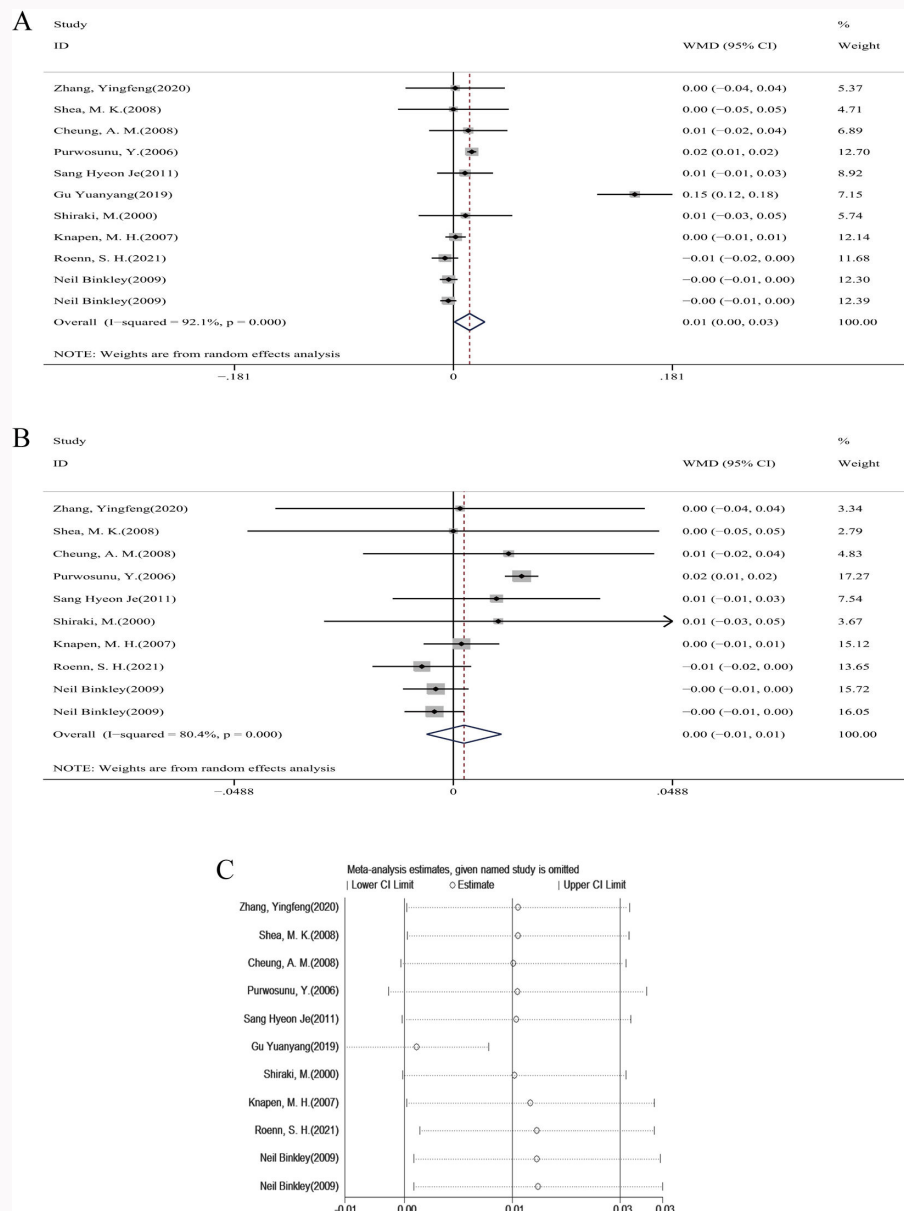 A
Study %
ID WMD (95% CI) Weight
Zhang, Yingfeng(2020) 0.00 (−0.04, 0.04) 5.37
Shea, M. K.(2008) 0.00 (−0.05, 0.05) 4.71
Cheung, A. M.(2008) 0.01 (−0.02, 0.04) 6.89
Purwosunu, Y.(2006) 0.02 (0.01, 0.02) 12.70
Sang Hyeon Je(2011) 0.01 (−0.01, 0.03) 8.92
Gu Yuanyang(2019) 0.15 (0.12, 0.18) 7.15
Shiraki, M.(2000) 0.01 (−0.03, 0.05) 5.74
Knapen, M. H.(2007) 0.00 (−0.01, 0.01) 12.14
Roenn, S. H.(2021) −0.01 (−0.02, 0.00) 11.68
Neil Binkley(2009) −0.00 (−0.01, 0.00) 12.30
Neil Binkley(2009) −0.00 (−0.01, 0.00) 12.39
Overall (I−squared = 92.1%, p = 0.000) 0.01 (0.00, 0.03) 100.00
NOTE: Weights are from random effects analysis
−.181 0 .181
B
Study %
ID WMD (95% CI) Weight
Zhang, Yingfeng(2020) 0.00 (−0.04, 0.04) 3.34
Shea, M. K.(2008) 0.00 (−0.05, 0.05) 2.79
Cheung, A. M.(2008) 0.01 (−0.02, 0.04) 4.83
Purwosunu, Y.(2006) 0.02 (0.01, 0.02) 17.27
Sang Hyeon Je(2011) 0.01 (−0.01, 0.03) 7.54
Shiraki, M.(2000) 0.01 (−0.03, 0.05) 3.67
Knapen, M. H.(2007) 0.00 (−0.01, 0.01) 15.12
Roenn, S. H.(2021) −0.01 (−0.02, 0.00) 13.65
Neil Binkley(2009) −0.00 (−0.01, 0.00) 15.72
Neil Binkley(2009) −0.00 (−0.01, 0.00) 16.05
Overall (I−squared = 80.4%, p = 0.000) 0.00 (−0.01, 0.01) 100.00
NOTE: Weights are from random effects analysis
−.0488 0 .0488
C
Meta-analysis estimates, given named study is omitted
Lower CI Limit Estimate Upper CI Limit
Zhang, Yingfeng(2020)
Shea, M. K.(2008)
Cheung, A. M.(2008)
Purwosunu, Y.(2006)
Sang Hyeon Je(2011)
Gu Yuanyang(2019)
Shiraki, M.(2000)
Knapen, M. H.(2007)
Roenn, S. H.(2021)
Neil Binkley(2009)
Neil Binkley(2009)
-0.01 0.00 0.01 0.03 0.03